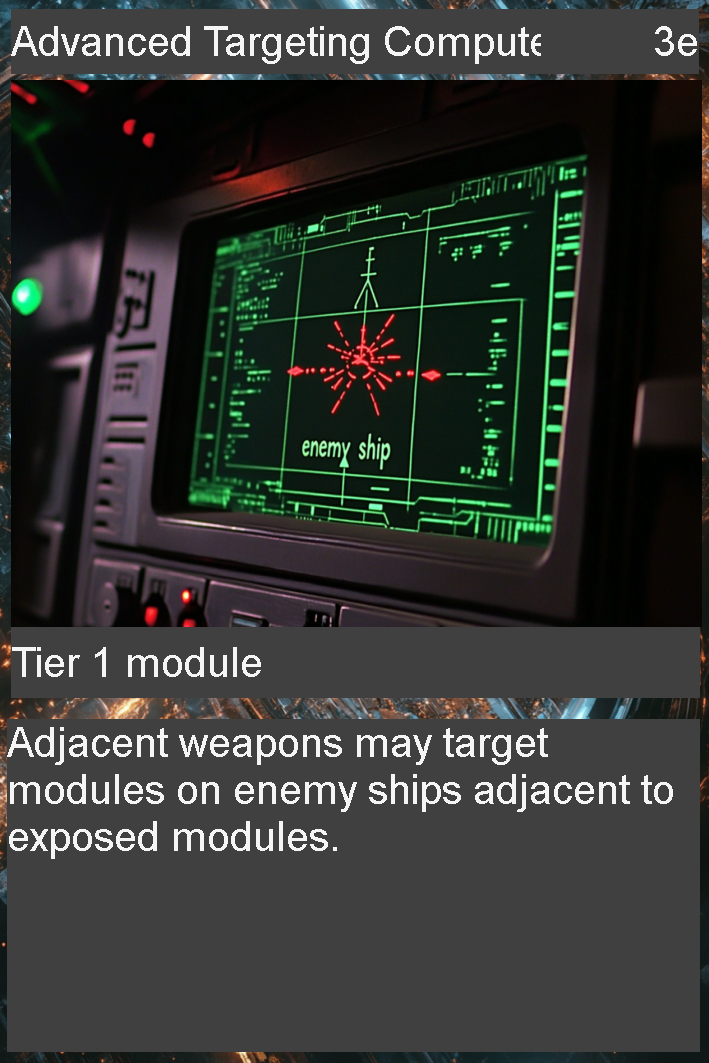 Advanced Targeting Compute 3e
enemy ship
Tier 1 module
Adjacent weapons may target
modules on enemy ships adjacent to
exposed modules.